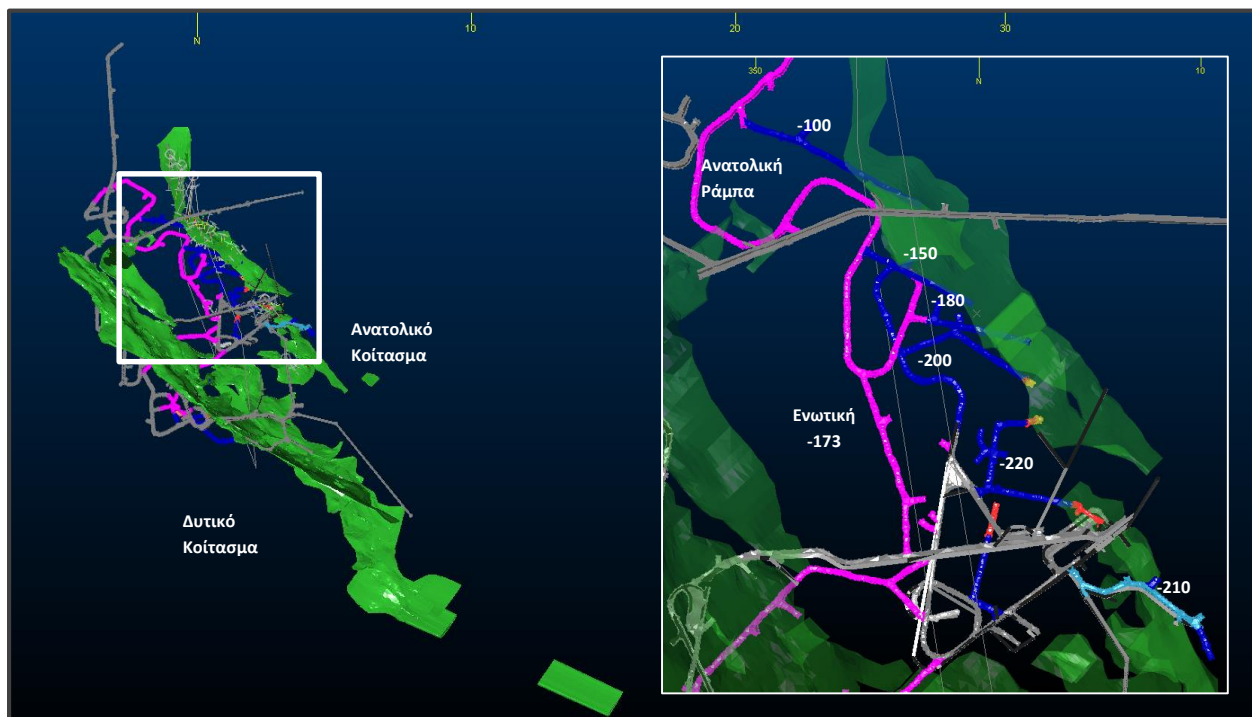 N
10
20
30
350
N
10
-100
Ανατολική
Ράμπα
-150
-180
-200
Ανατολικό
Κοίτασμα
Ενωτική
-173
-220
Δυτικό
Κοίτασμα
-210